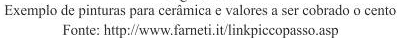 Exemplo de pinturas para cerâmica e valores a ser cobrado o cento
Fonte: http://www.farneti.it/linkpiccopasso.asp